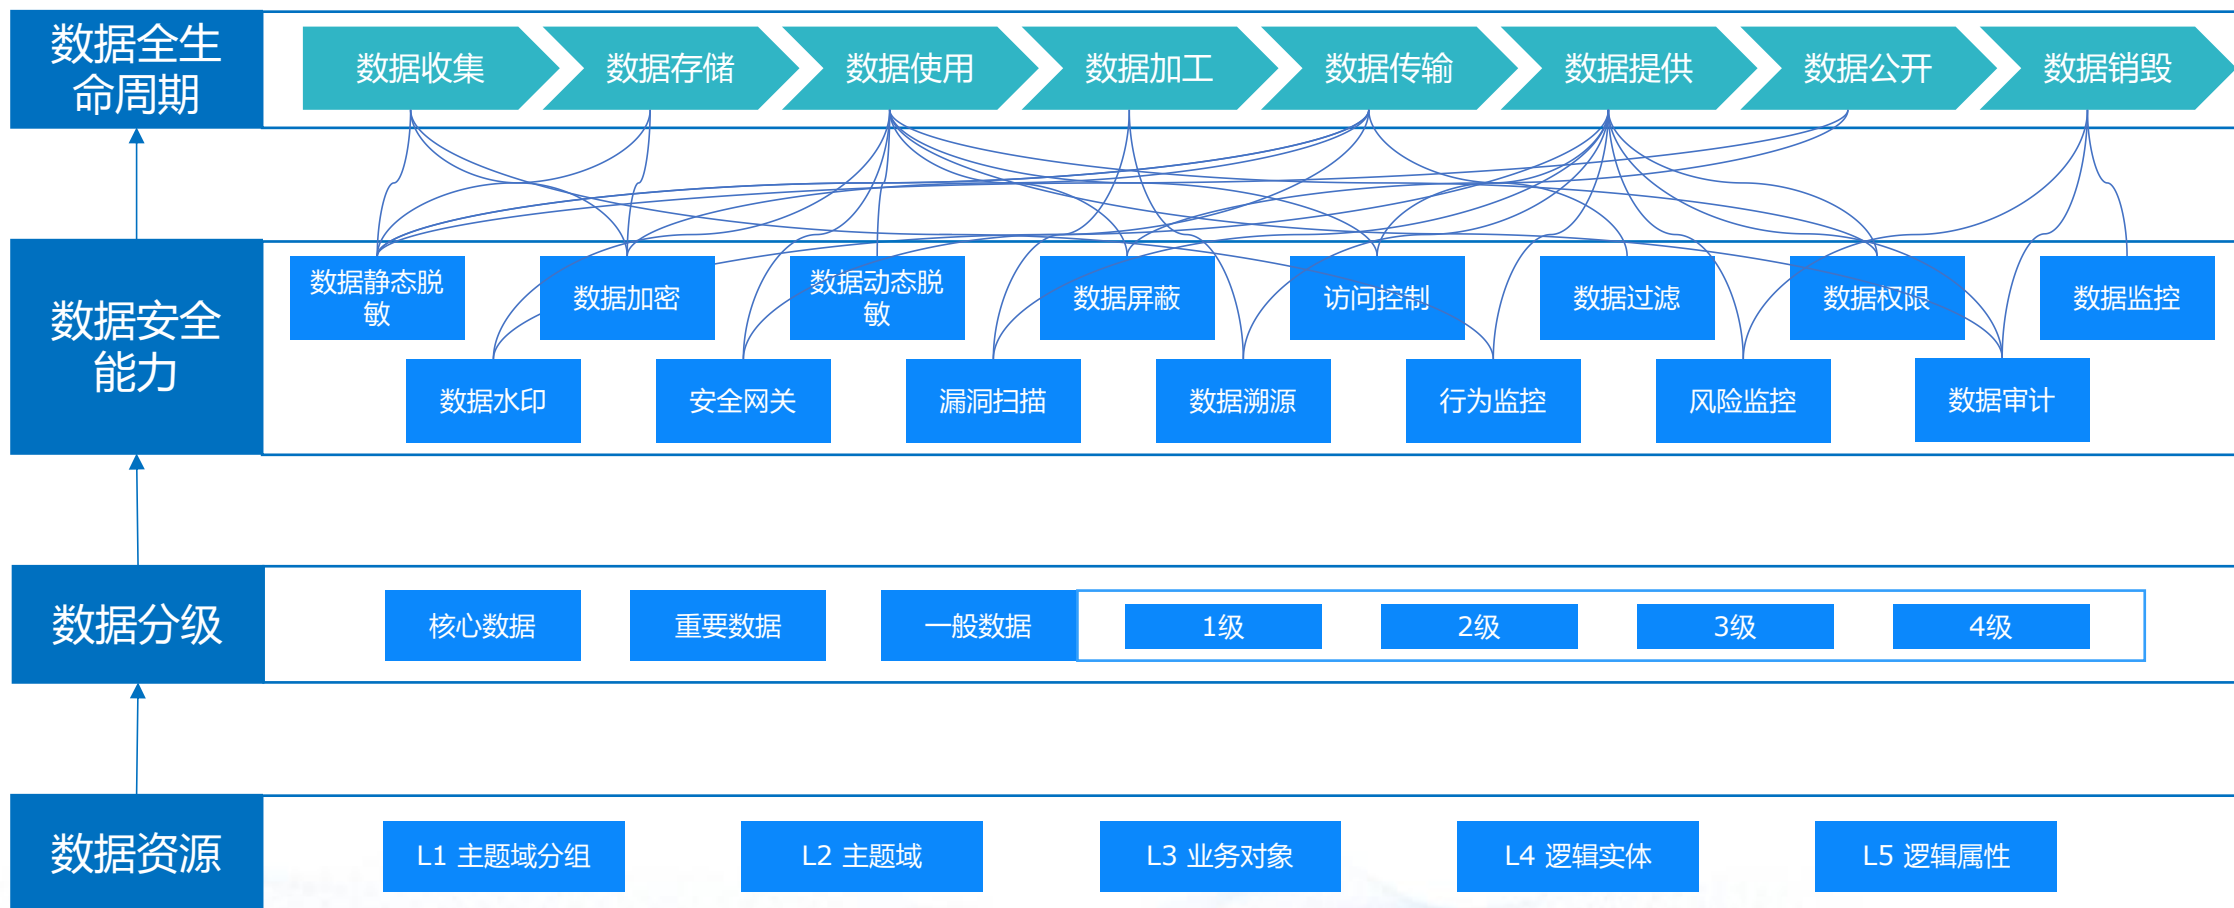 数据全生
命周期
数据收集
数据存储
数据使用
数据加工
数据传输
数据提供
数据公开
数据销毁
数据安全
能力
数据静态脱
敏
数据加密
数据动态脱
敏
数据屏蔽
访问控制
数据过滤
数据权限
数据监控
数据水印
安全网关
漏洞扫描
数据溯源
行为监控
风险监控
数据审计
数据分级
核心数据
重要数据
一般数据
1级
2级
3级
4级
数据资源
L1 主题域分组
L2 主题域
L3 业务对象
L4 逻辑实体
L5 逻辑属性